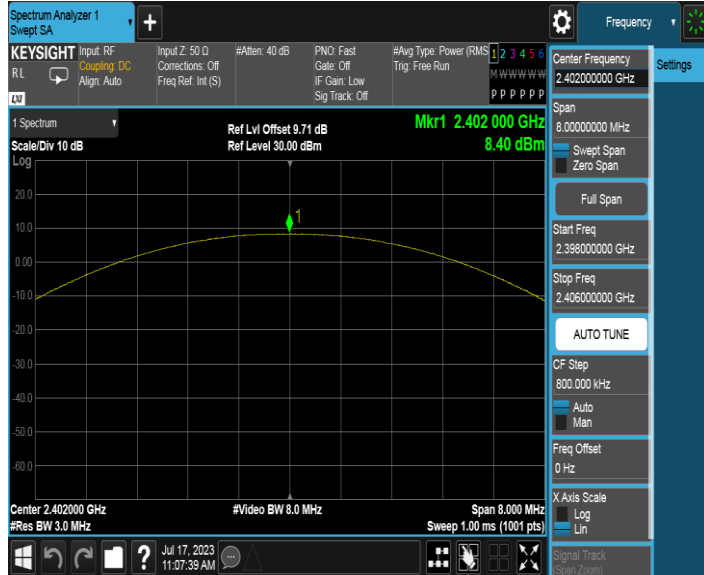 Spectrum Analyzer 1
Swept SA
Frequency
KEYSIGHT
RL
LXI
Input: RF
Coupling: DC
Align: Auto
Input Z: 50 Ω
Corrections: Off
Freq Ref: Int (S)
#Atten: 40 dB
PNO: Fast
Gate: Off
IF Gain: Low
Sig Track: Off
#Avg Type: Power (RMS
Trig: Free Run
1 2 3 4 5 6
M W W W W W
P P P P P P
Center Frequency
2.402000000 GHz
Settings
Span
8.00000000 MHz
Swept Span
Zero Span
Full Span
Start Freq
2.398000000 GHz
Stop Freq
2.406000000 GHz
AUTO TUNE
CF Step
800.000 kHz
Auto
Man
Freq Offset
0 Hz
X Axis Scale
Log
Lin
Signal Track
(Span Zoom)
1 Spectrum
Scale/Div 10 dB
Ref Lvl Offset 9.71 dB
Ref Level 30.00 dBm
Mkr1 2.402 000 GHz
8.40 dBm
Log
20.0
10.0
0.00
-10.0
-20.0
-30.0
-40.0
-50.0
-60.0
1
Center 2.402000 GHz
#Res BW 3.0 MHz
#Video BW 8.0 MHz
Span 8.000 MHz
Sweep 1.00 ms (1001 pts)
?
Jul 17, 2023
11:07:39 AM